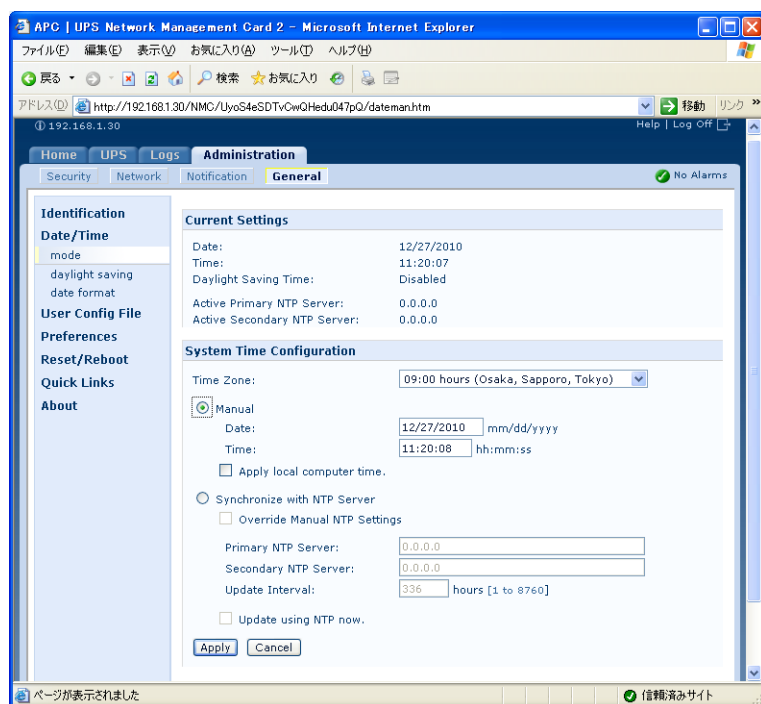 APC | UPS Network Management Card 2 - Microsoft Internet Explorer
ファイル(F) 編集(E) 表示(V) お気に入り(A) ツール(T) ヘルプ(H)
戻る 検索 お気に入り
アドレス(D) http://192.168.1.30/NMC/UyoS4eSDTvCwQHedu047pQ/dateman.htm 移動 リンク »
192.168.1.30 Help | Log Off
Home UPS Logs Administration
Security Network Notification General No Alarms
Identification
Date/Time
mode
daylight saving
date format
User Config File
Preferences
Reset/Reboot
Quick Links
About
Current Settings
Date: 12/27/2010
Time: 11:20:07
Daylight Saving Time: Disabled
Active Primary NTP Server: 0.0.0.0
Active Secondary NTP Server: 0.0.0.0
System Time Configuration
Time Zone: 09:00 hours (Osaka, Sapporo, Tokyo)
Manual
Date: 12/27/2010 mm/dd/yyyy
Time: 11:20:08 hh:mm:ss
Apply local computer time.
Synchronize with NTP Server
Override Manual NTP Settings
Primary NTP Server: 0.0.0.0
Secondary NTP Server: 0.0.0.0
Update Interval: 336 hours [1 to 8760]
Update using NTP now.
Apply Cancel
ページが表示されました 信頼済みサイト